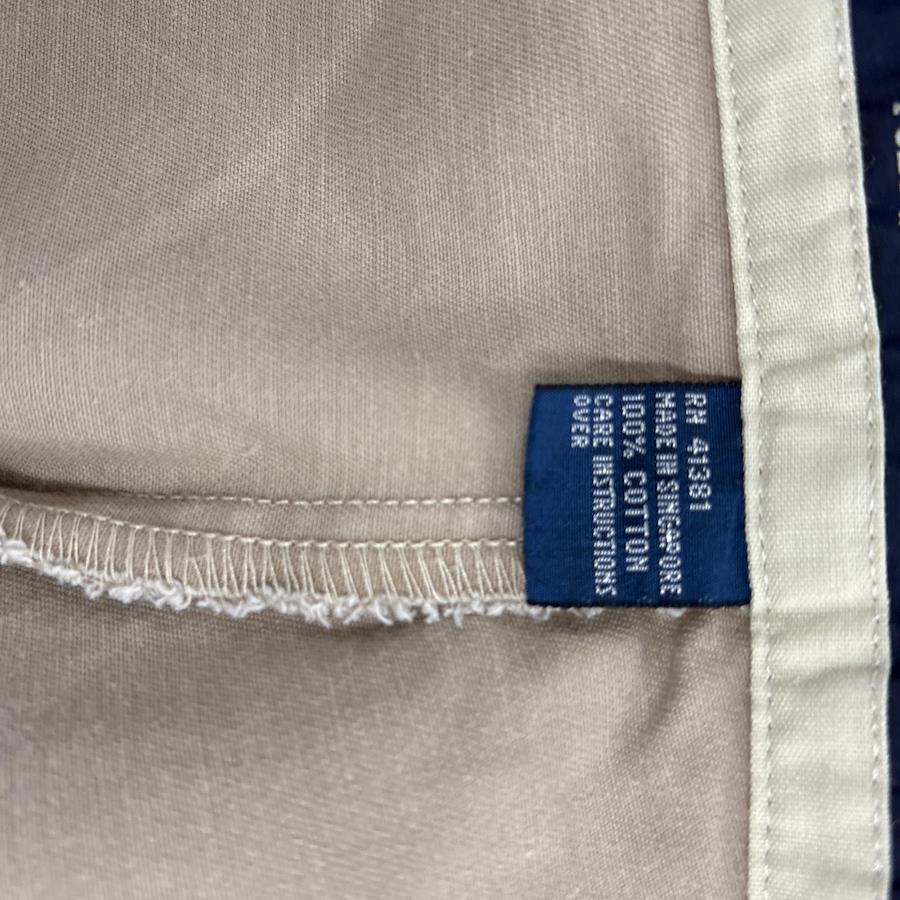 RN 41381
MADE IN SINGAPORE
100% COTTON
CARE INSTRUCTIONS
OVER